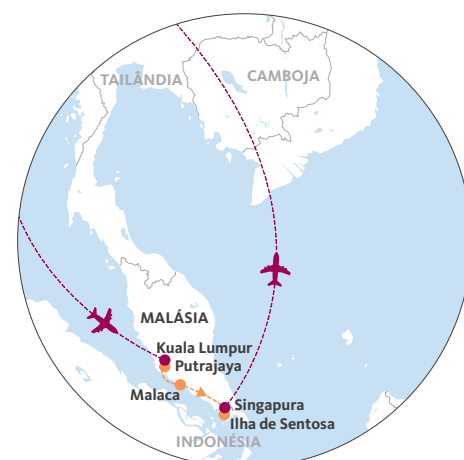 TAILÂNDIA
CAMBOJA
MALÁSIA
Kuala Lumpur
Putrajaya
Malaca
Singapura
Ilha de Sentosa
INDONÉSIA